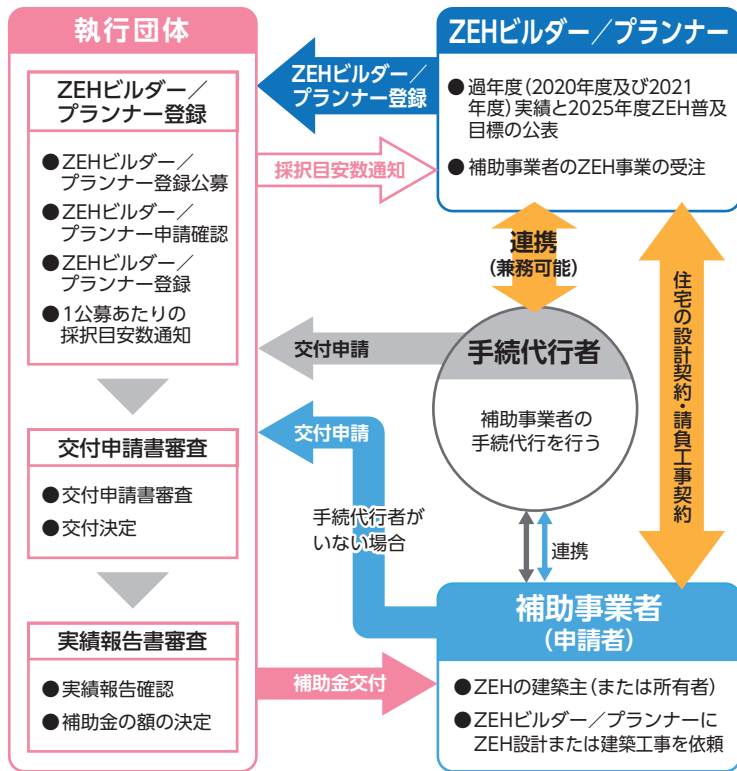 執行団体
ZEHビルダー／
プランナー登録
●ZEHビルダー／
プランナー登録公募
●ZEHビルダー／
プランナー申請確認
●ZEHビルダー／
プランナー登録
●1公募あたりの
採択目安数通知
交付申請書審査
●交付申請書審査
●交付決定
実績報告書審査
●実績報告確認
●補助金の額の決定
ZEHビルダー／
プランナー登録
採択目安数通知
ZEHビルダー／プランナー
●過年度（2020年度及び2021
年度）実績と2025年度ZEH普及
目標の公表
●補助事業者のZEH事業の受注
連携
（兼務可能）
住宅の設計契約・請負工事契約
交付申請
手続代行者
補助事業者の
手続代行を行う
交付申請
手続代行者が
いない場合
連携
補助金交付
補助事業者
（申請者）
●ZEHの建築主（または所有者）
●ZEHビルダー／プランナーに
ZEH設計または建築工事を依頼